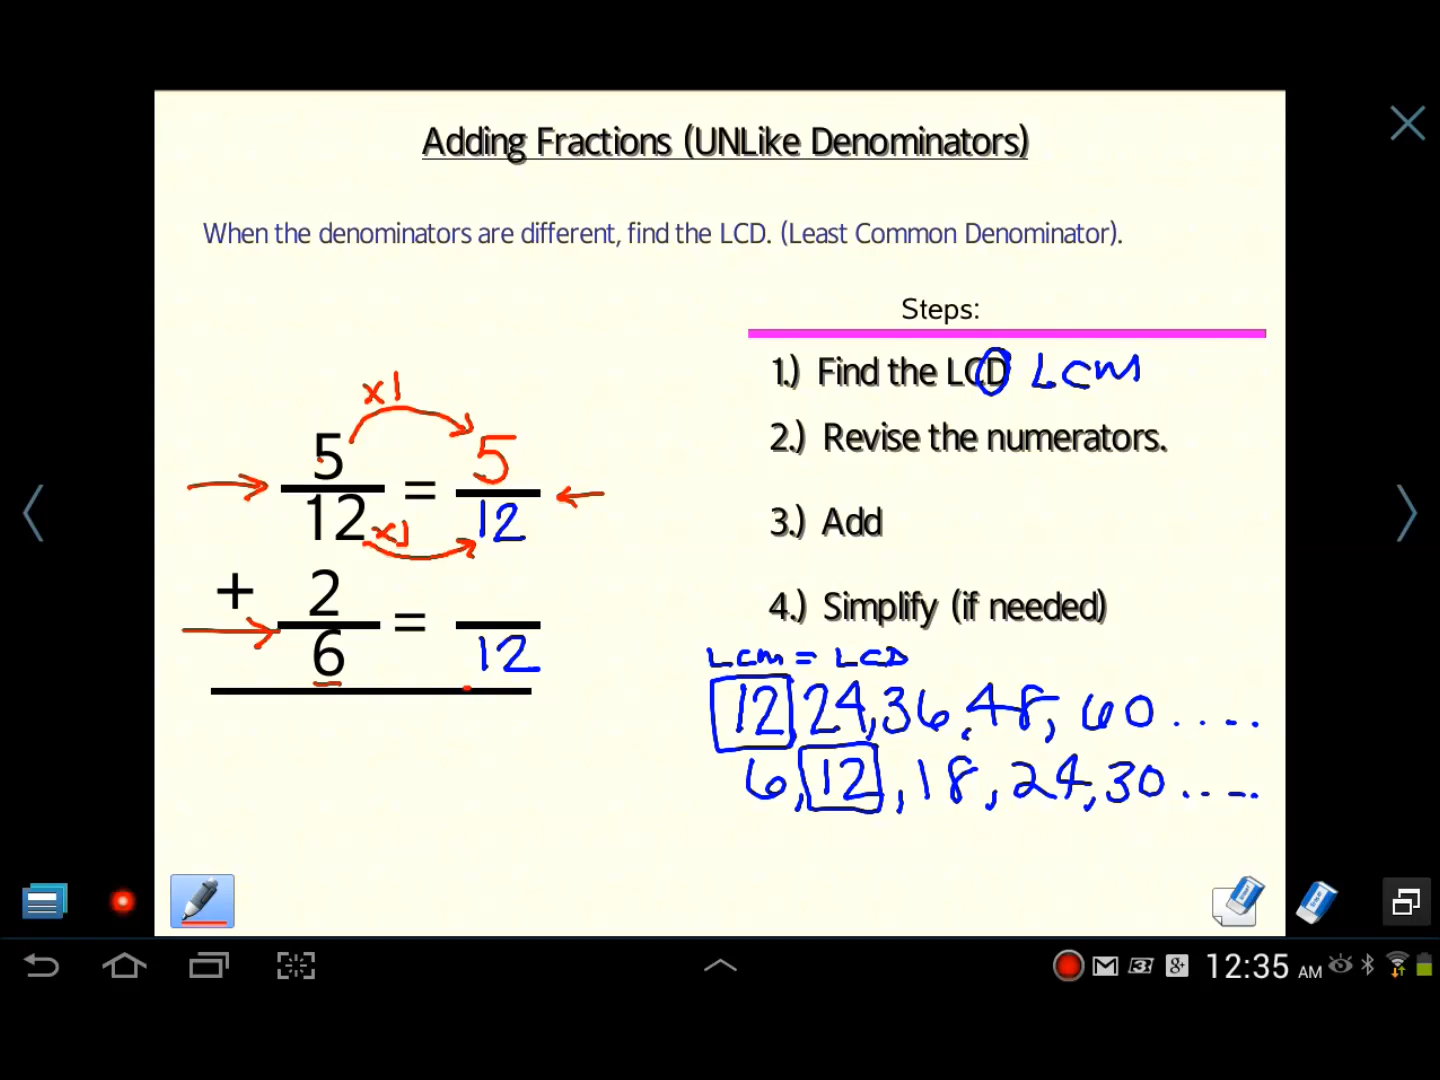 Adding Fractions (UNLike Denominators)
When the denominators are different, find the LCD. (Least Common Denominator).
Steps:
1.) Find the LCD LCM
2.) Revise the numerators.
3.) Add
4.) Simplify (if needed)
x1
5 5
= 
12 x1 12
+ 2
=
6 12
LCM = LCD
12, 24, 36, 48, 60 ....
6, 12, 18, 24, 30 ....
12:35 AM